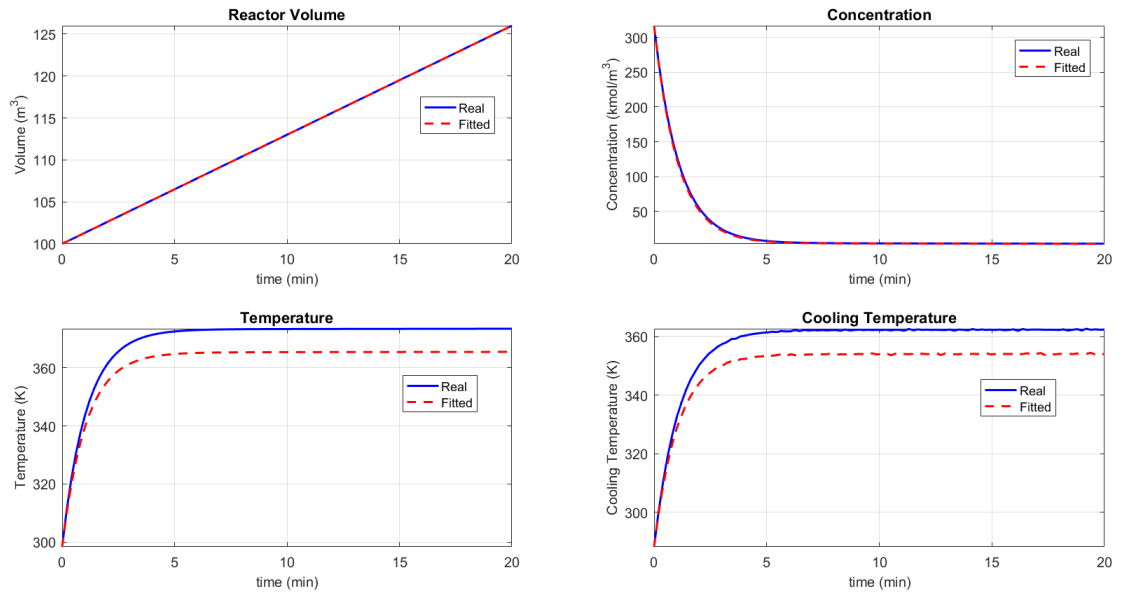 Reactor Volume
Volume (m³)
125
120
115
110
105
100
0 5 10 15 20
time (min)
Real
Fitted
Concentration
Concentration (kmol/m³)
300
250
200
150
100
50
0 5 10 15 20
time (min)
Real
Fitted
Temperature
Temperature (K)
360
340
320
300
0 5 10 15 20
time (min)
Real
Fitted
Cooling Temperature
Cooling Temperature (K)
360
340
320
300
0 5 10 15 20
time (min)
Real
Fitted